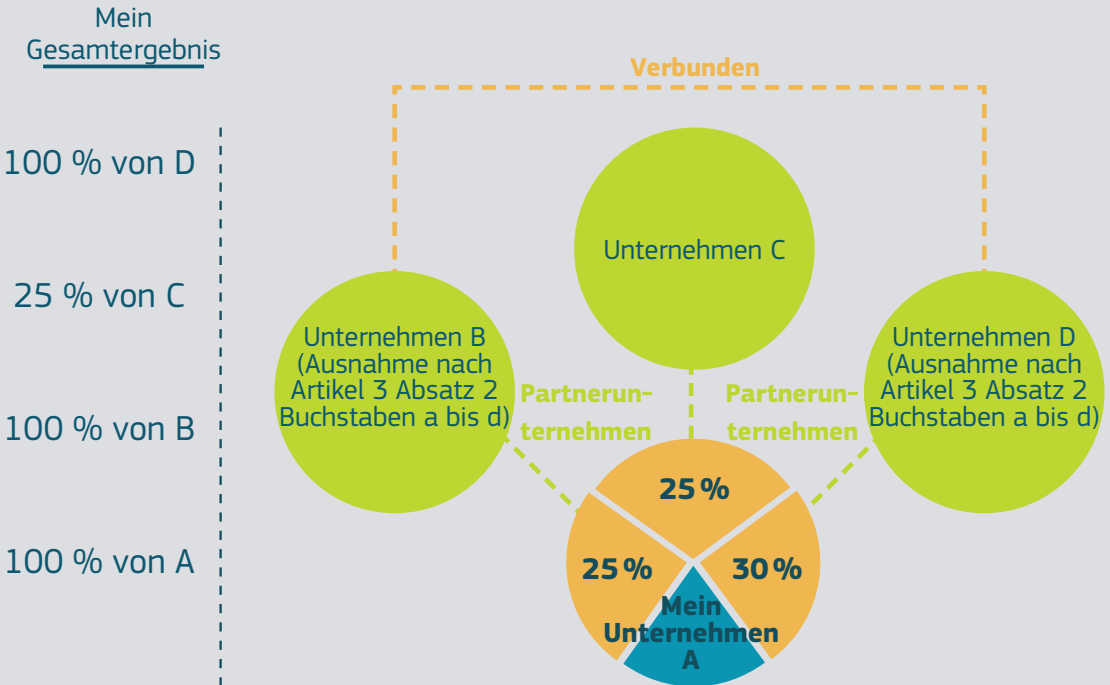 Mein
Gesamtergebnis
100 % von D
25 % von C
100 % von B
100 % von A
Verbunden
Unternehmen C
Unternehmen B
(Ausnahme nach
Artikel 3 Absatz 2
Buchstaben a bis d)
Partnerun-
ternehmen
Partnerun-
ternehmen
Unternehmen D
(Ausnahme nach
Artikel 3 Absatz 2
Buchstaben a bis d)
25 %
25 %
30 %
Mein
Unternehmen
A